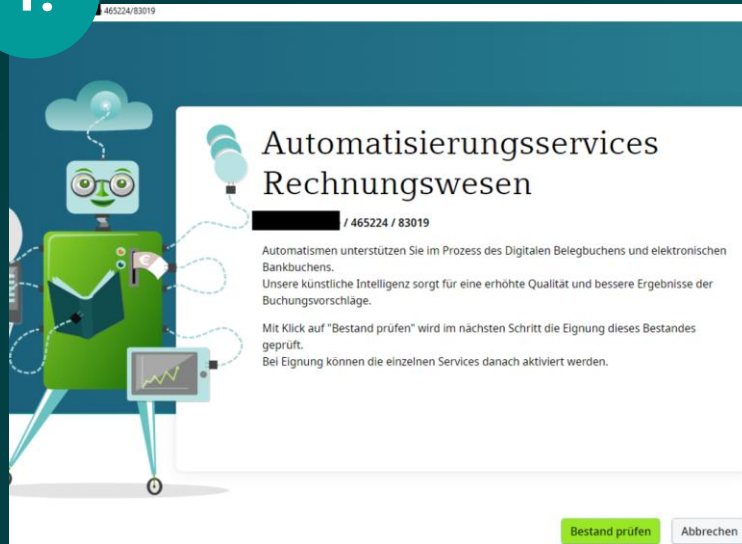 1.
465224/83019
Automatisierungsservices
Rechnungswesen
/ 465224 / 83019
Automatismen unterstützen Sie im Prozess des Digitalen Belegbuchens und elektronischen
Bankbuchens.
Unsere künstliche Intelligenz sorgt für eine erhöhte Qualität und bessere Ergebnisse der
Buchungsvorschläge.
Mit Klick auf "Bestand prüfen" wird im nächsten Schritt die Eignung dieses Bestandes
geprüft.
Bei Eignung können die einzelnen Services danach aktiviert werden.
Bestand prüfen
Abbrechen